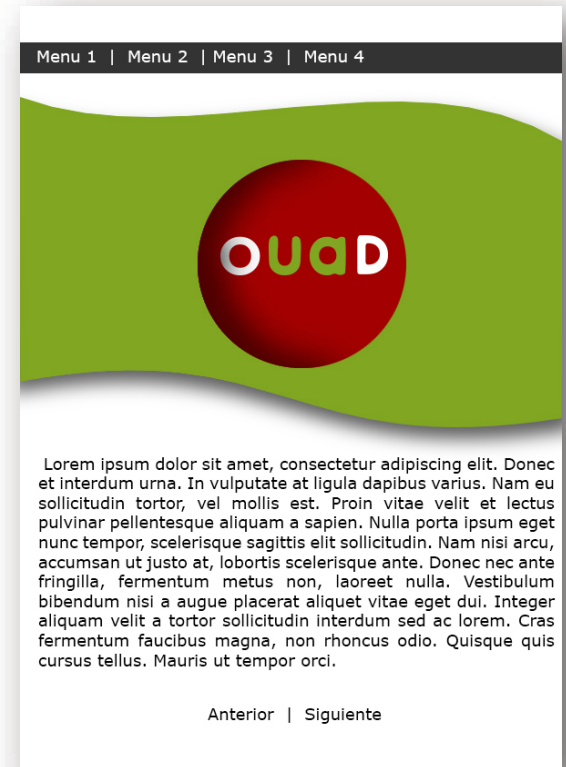 Menu 1 | Menu 2 | Menu 3 | Menu 4
OUaD
Lorem ipsum dolor sit amet, consectetur adipiscing elit. Donec
et interdum urna. In vulputate at ligula dapibus varius. Nam eu
sollicitudin tortor, vel mollis est. Proin vitae velit et lectus
pulvinar pellentesque aliquam a sapien. Nulla porta ipsum eget
nunc tempor, scelerisque sagittis elit sollicitudin. Nam nisi arcu,
accumsan ut justo at, lobortis scelerisque ante. Donec nec ante
fringilla, fermentum metus non, laoreet nulla. Vestibulum
bibendum nisi a augue placerat aliquet vitae eget dui. Integer
aliquam velit a tortor sollicitudin interdum sed ac lorem. Cras
fermentum faucibus magna, non rhoncus odio. Quisque quis
cursus tellus. Mauris ut tempor orci.
Anterior | Siguiente